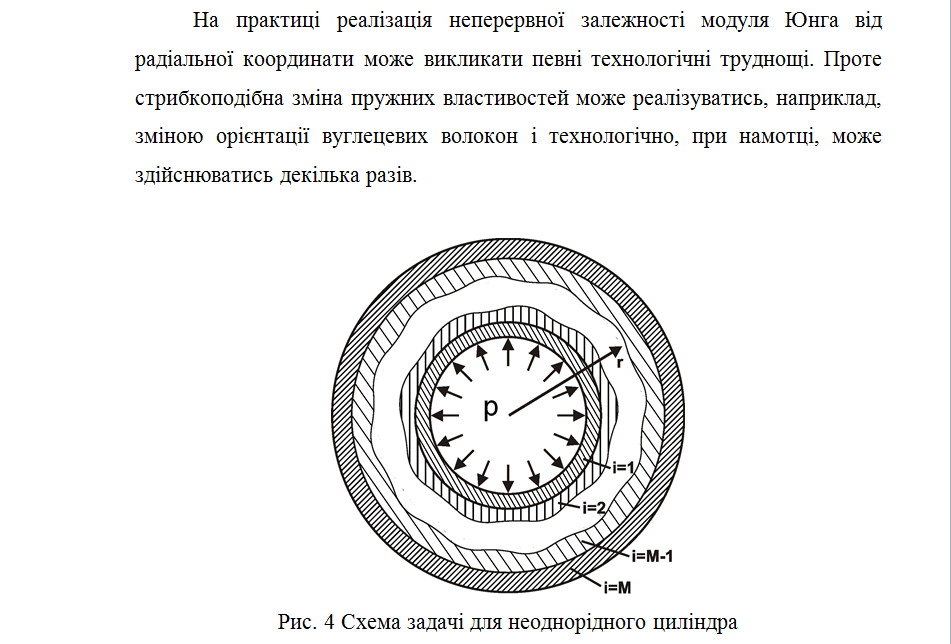 На практиці реалізація неперервної залежності модуля Юнга від
радіальної координати може викликати певні технологічні труднощі. Проте
стрибкоподібна зміна пружних властивостей може реалізуватись, наприклад,
зміною орієнтації вуглецевих волокон і технологічно, при намотці, може
здійснюватись декілька разів.
r
p
i=1
i=2
i=M-1
i=M
Рис. 4 Схема задачі для неоднорідного циліндра